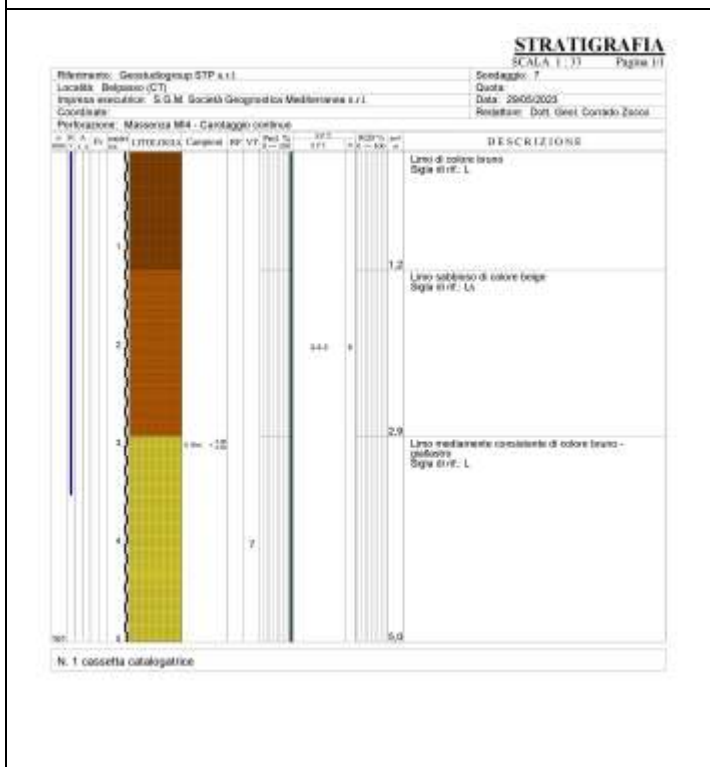 STRATIGRAFIA
SCALA 1 : 33 Pagina 1/1
Riferimento: Geostudiogroup STP s.r.l. Sondaggio: 7
Località: Belpasso (CT) Quota:
Impresa esecutrice: S.G.M. Società Geognostica Mediterranea s.r.l. Data: 29/05/2023
Coordinate: Redattore: Dott. Geol. Corrado Zocco
Perforazione: Massenza MI4 - Carotaggio continuo
LITOLOGIA Campioni RP VT S.P.T. DESCRIZIONE
Limo di colore bruno
Sigla di rif.: L
1
1,2
Limo sabbioso di colore beige
Sigla di rif.: Ls
2
2,9
3
Limo mediamente consistente di colore bruno -
giallastro
Sigla di rif.: L
4
7
5
5,0
N. 1 cassetta catalogatrice